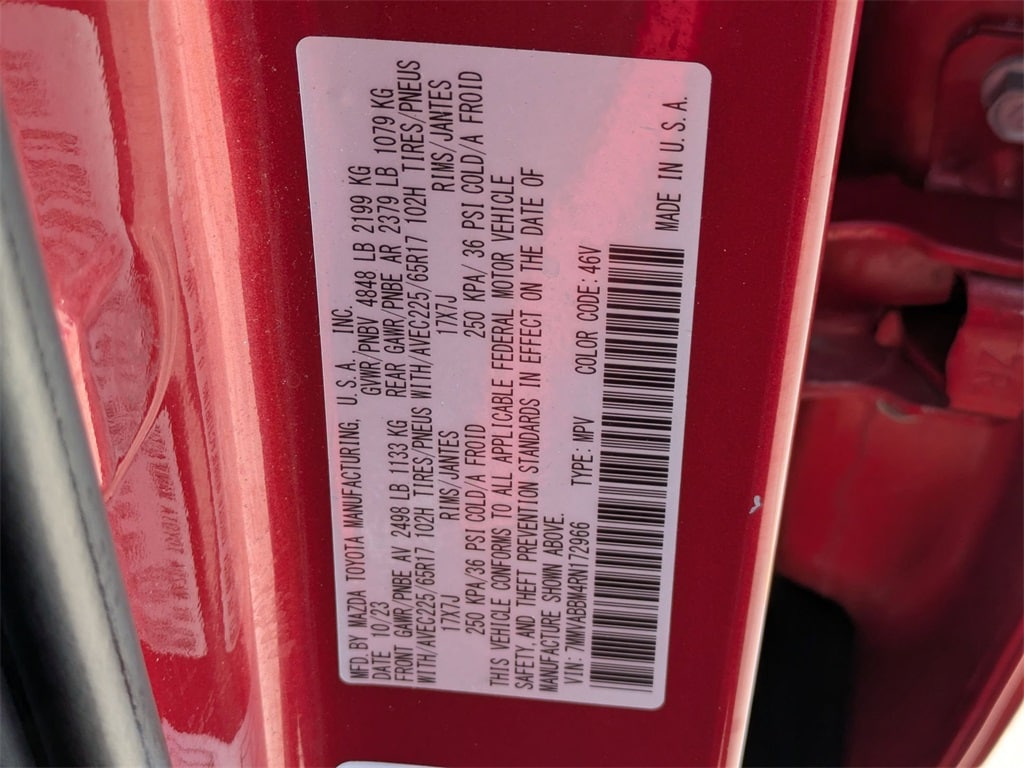 MFD. BY MAZDA TOYOTA MANUFACTURING, U. S. A. INC.
DATE 10/23 GVWR/PNBV 4848 LB 2199 KG
FRONT GAWR/PNBE AV 2498 LB 1133 KG REAR GAWR/PNBE AR 2379 LB 1079 KG
WITH/AVEC225/65R17 102H TIRES/PNEUS WITH/AVEC225/65R17 102H TIRES/PNEUS
17X7J RIMS/JANTES 17X7J RIMS/JANTES
250 KPA/36 PSI COLD/A FROID 250 KPA/ 36 PSI COLD/A FROID
THIS VEHICLE CONFORMS TO ALL APPLICABLE FEDERAL MOTOR VEHICLE
SAFETY, AND THEFT PREVENTION STANDARDS IN EFFECT ON THE DATE OF
MANUFACTURE SHOWN ABOVE.
VIN: 7MMVABBM4RN172966 TYPE: MPV COLOR CODE: 46V
MADE IN U. S. A.